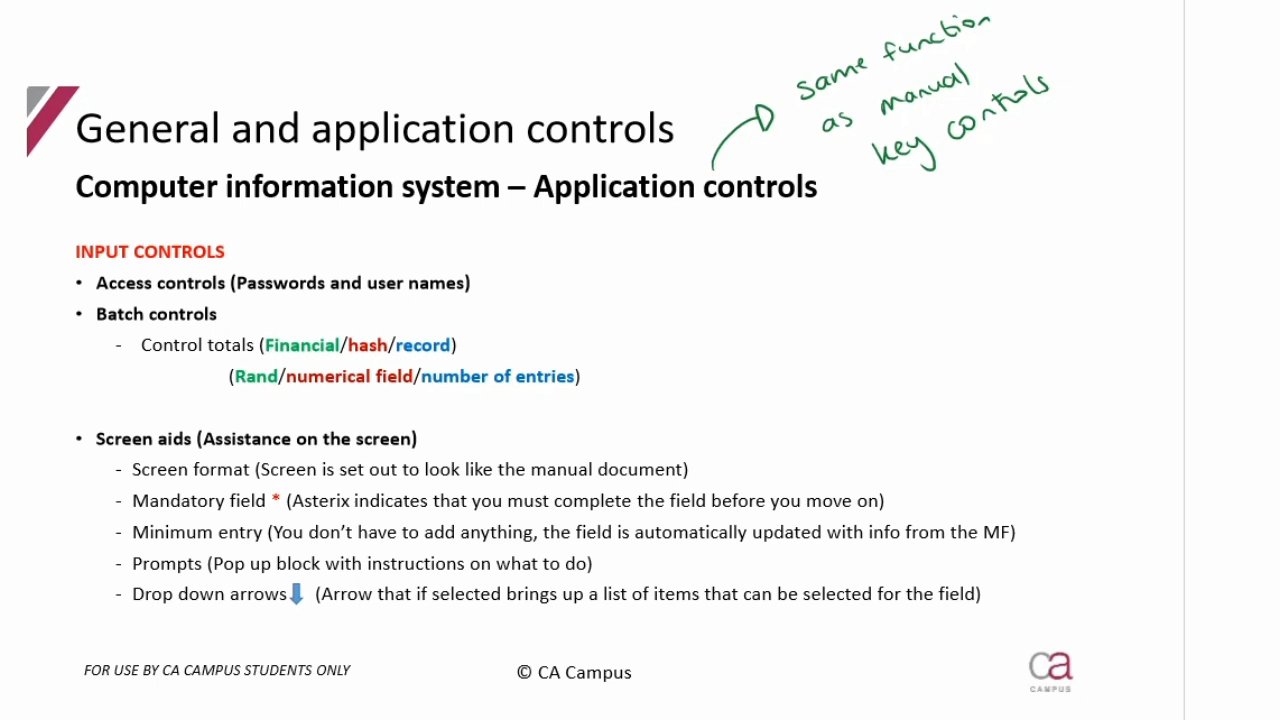 same function
as manual
key controls
General and application controls
Computer information system – Application controls
INPUT CONTROLS
• Access controls (Passwords and user names)
• Batch controls
- Control totals (Financial/hash/record)
(Rand/numerical field/number of entries)
• Screen aids (Assistance on the screen)
- Screen format (Screen is set out to look like the manual document)
- Mandatory field * (Asterix indicates that you must complete the field before you move on)
- Minimum entry (You don’t have to add anything, the field is automatically updated with info from the MF)
- Prompts (Pop up block with instructions on what to do)
- Drop down arrows (Arrow that if selected brings up a list of items that can be selected for the field)
FOR USE BY CA CAMPUS STUDENTS ONLY
© CA Campus
ca
CAMPUS